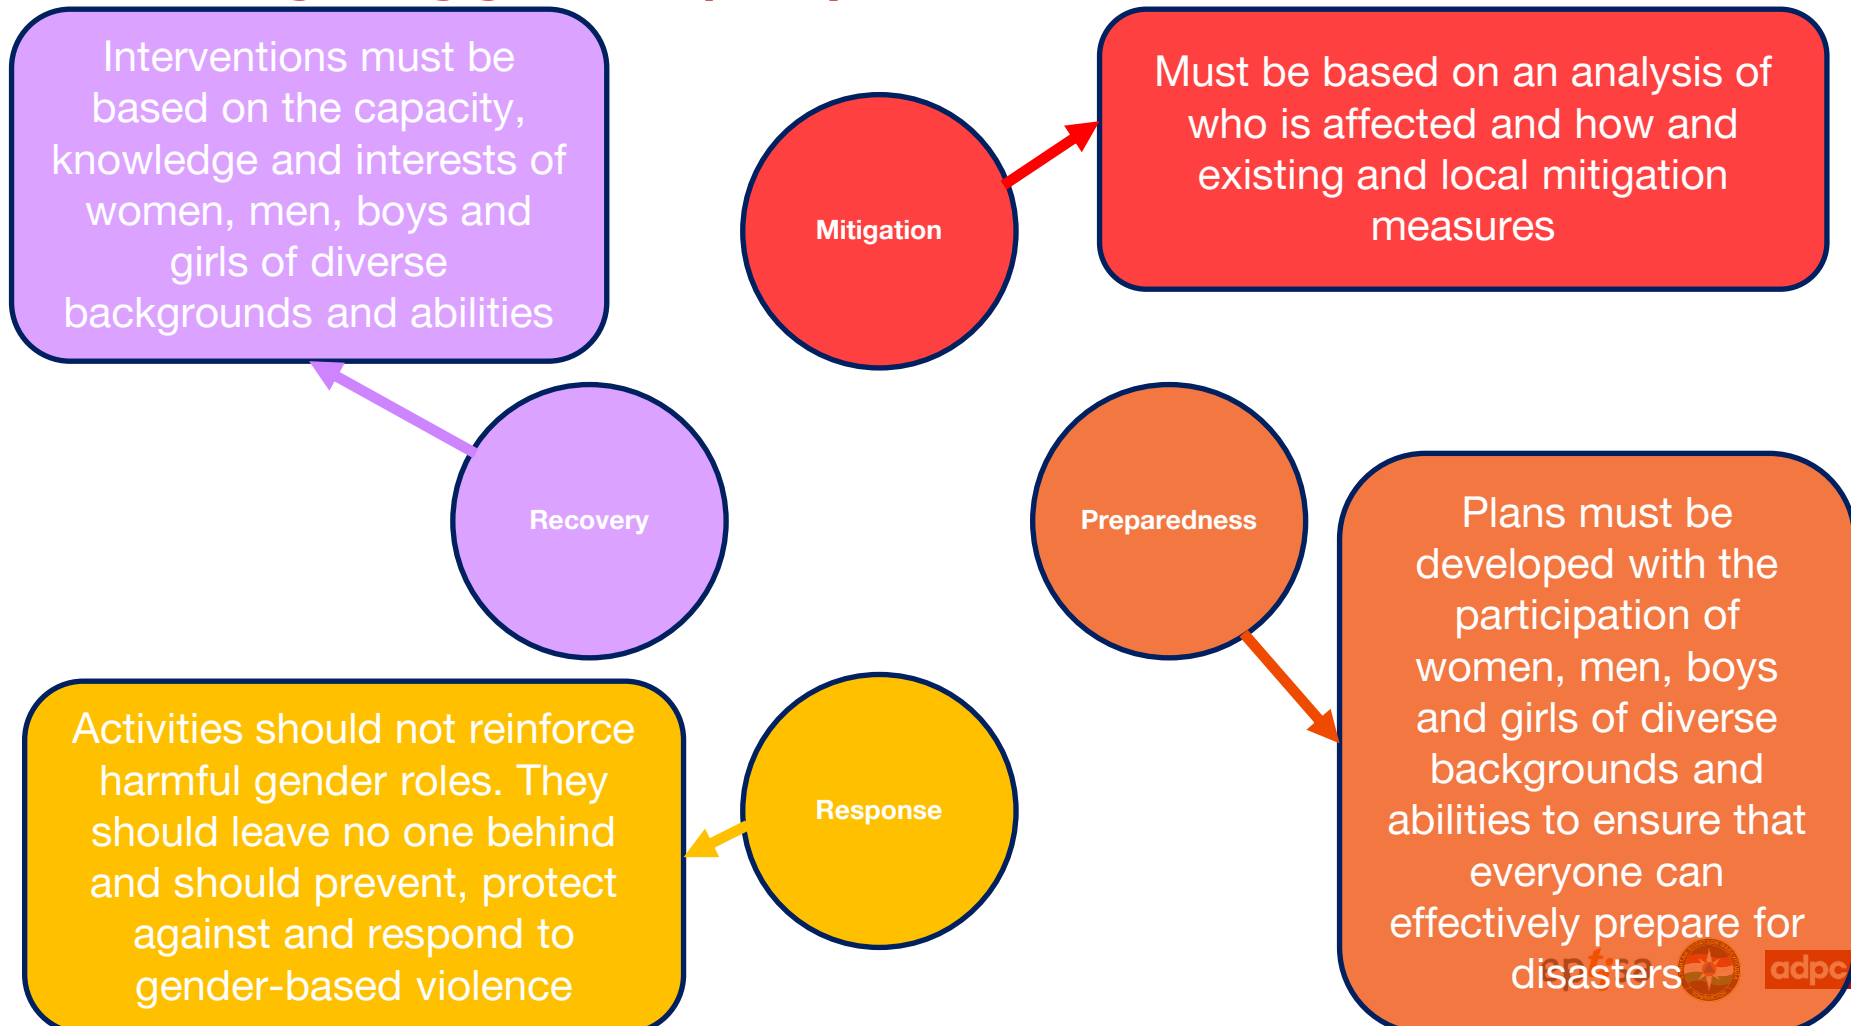 Interventions must be
based on the capacity,
knowledge and interests of
women, men, boys and
girls of diverse
backgrounds and abilities
Mitigation
Must be based on an analysis of
who is affected and how and
existing and local mitigation
measures
Recovery
Preparedness
Plans must be
developed with the
participation of
women, men, boys
and girls of diverse
backgrounds and
abilities to ensure that
everyone can
effectively prepare for
disasters
Activities should not reinforce
harmful gender roles. They
should leave no one behind
and should prevent, protect
against and respond to
gender-based violence
Response
adpc